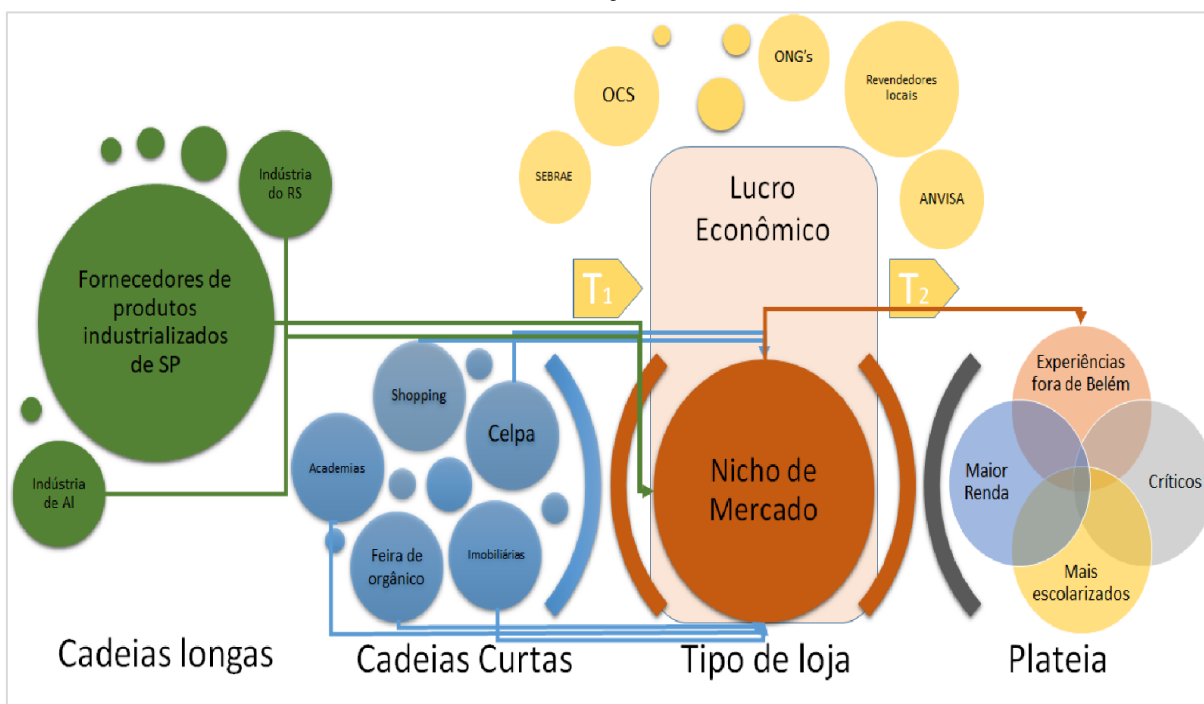 ONG's
OCS
Revendedores
locais
SEBRAE
ANVISA
Indústria
do RS
Lucro
Econômico
Fornecedores de
produtos
industrializados
de SP
T1
T2
Experiências
fora de Belém
Shopping
Celpa
Academias
Indústria
de Al
Nicho de
Mercado
Maior
Renda
Críticos
Feira de
orgânico
Imobiliárias
Mais
escolarizados
Cadeias longas
Cadeias Curtas
Tipo de loja
Plateia